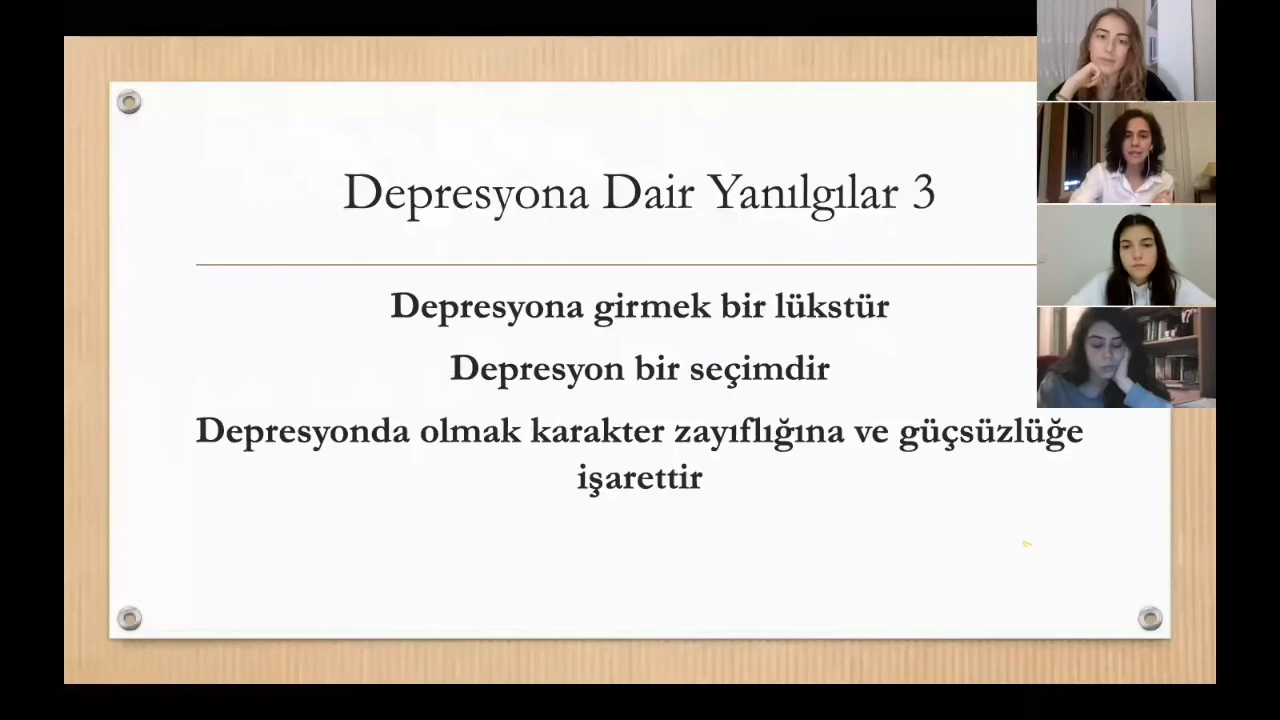 Depresyona Dair Yanılgılar 3
Depresyona girmek bir lükstür
Depresyon bir seçimdir
Depresyonda olmak karakter zayıflığına ve güçsüzlüğe
işarettir